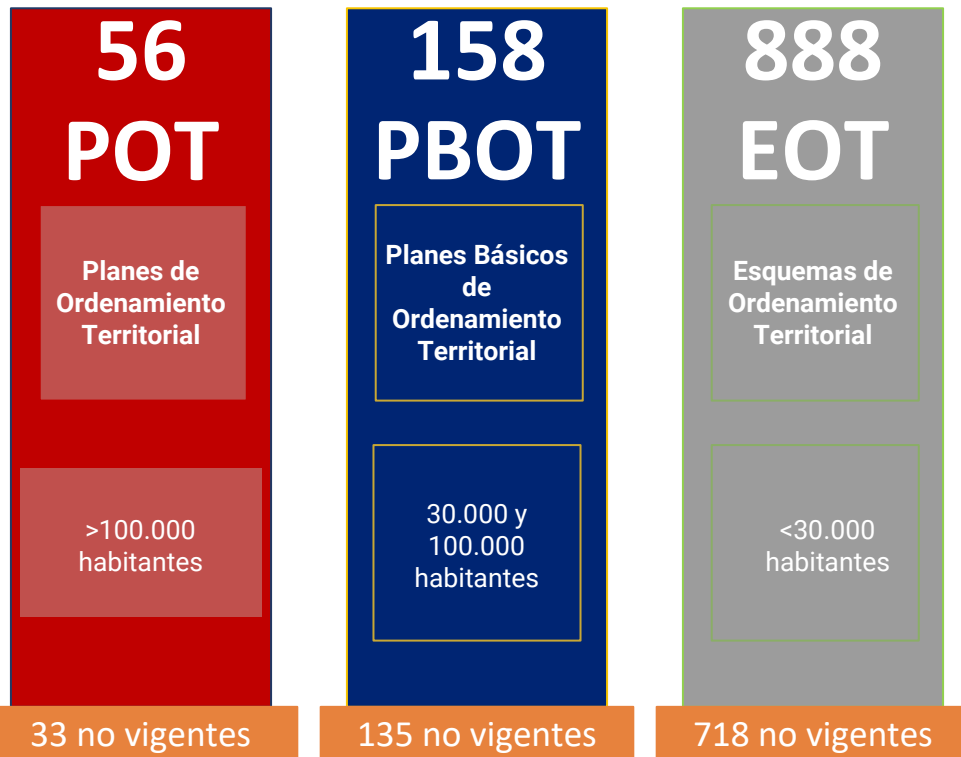 56
POT
Planes de
Ordenamiento
Territorial
>100.000
habitantes
33 no vigentes
158
PBOT
Planes Básicos
de
Ordenamiento
Territorial
30.000 y
100.000
habitantes
135 no vigentes
888
EOT
Esquemas de
Ordenamiento
Territorial
<30.000
habitantes
718 no vigentes